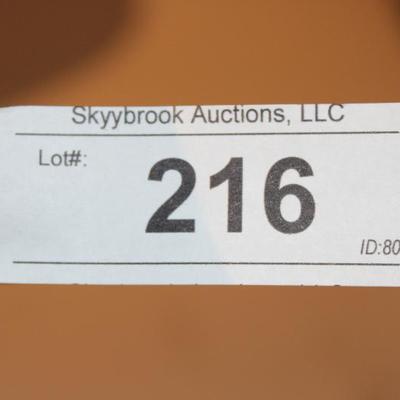 Skyybrook Auctions, LLC
Lot#:
216
ID:80